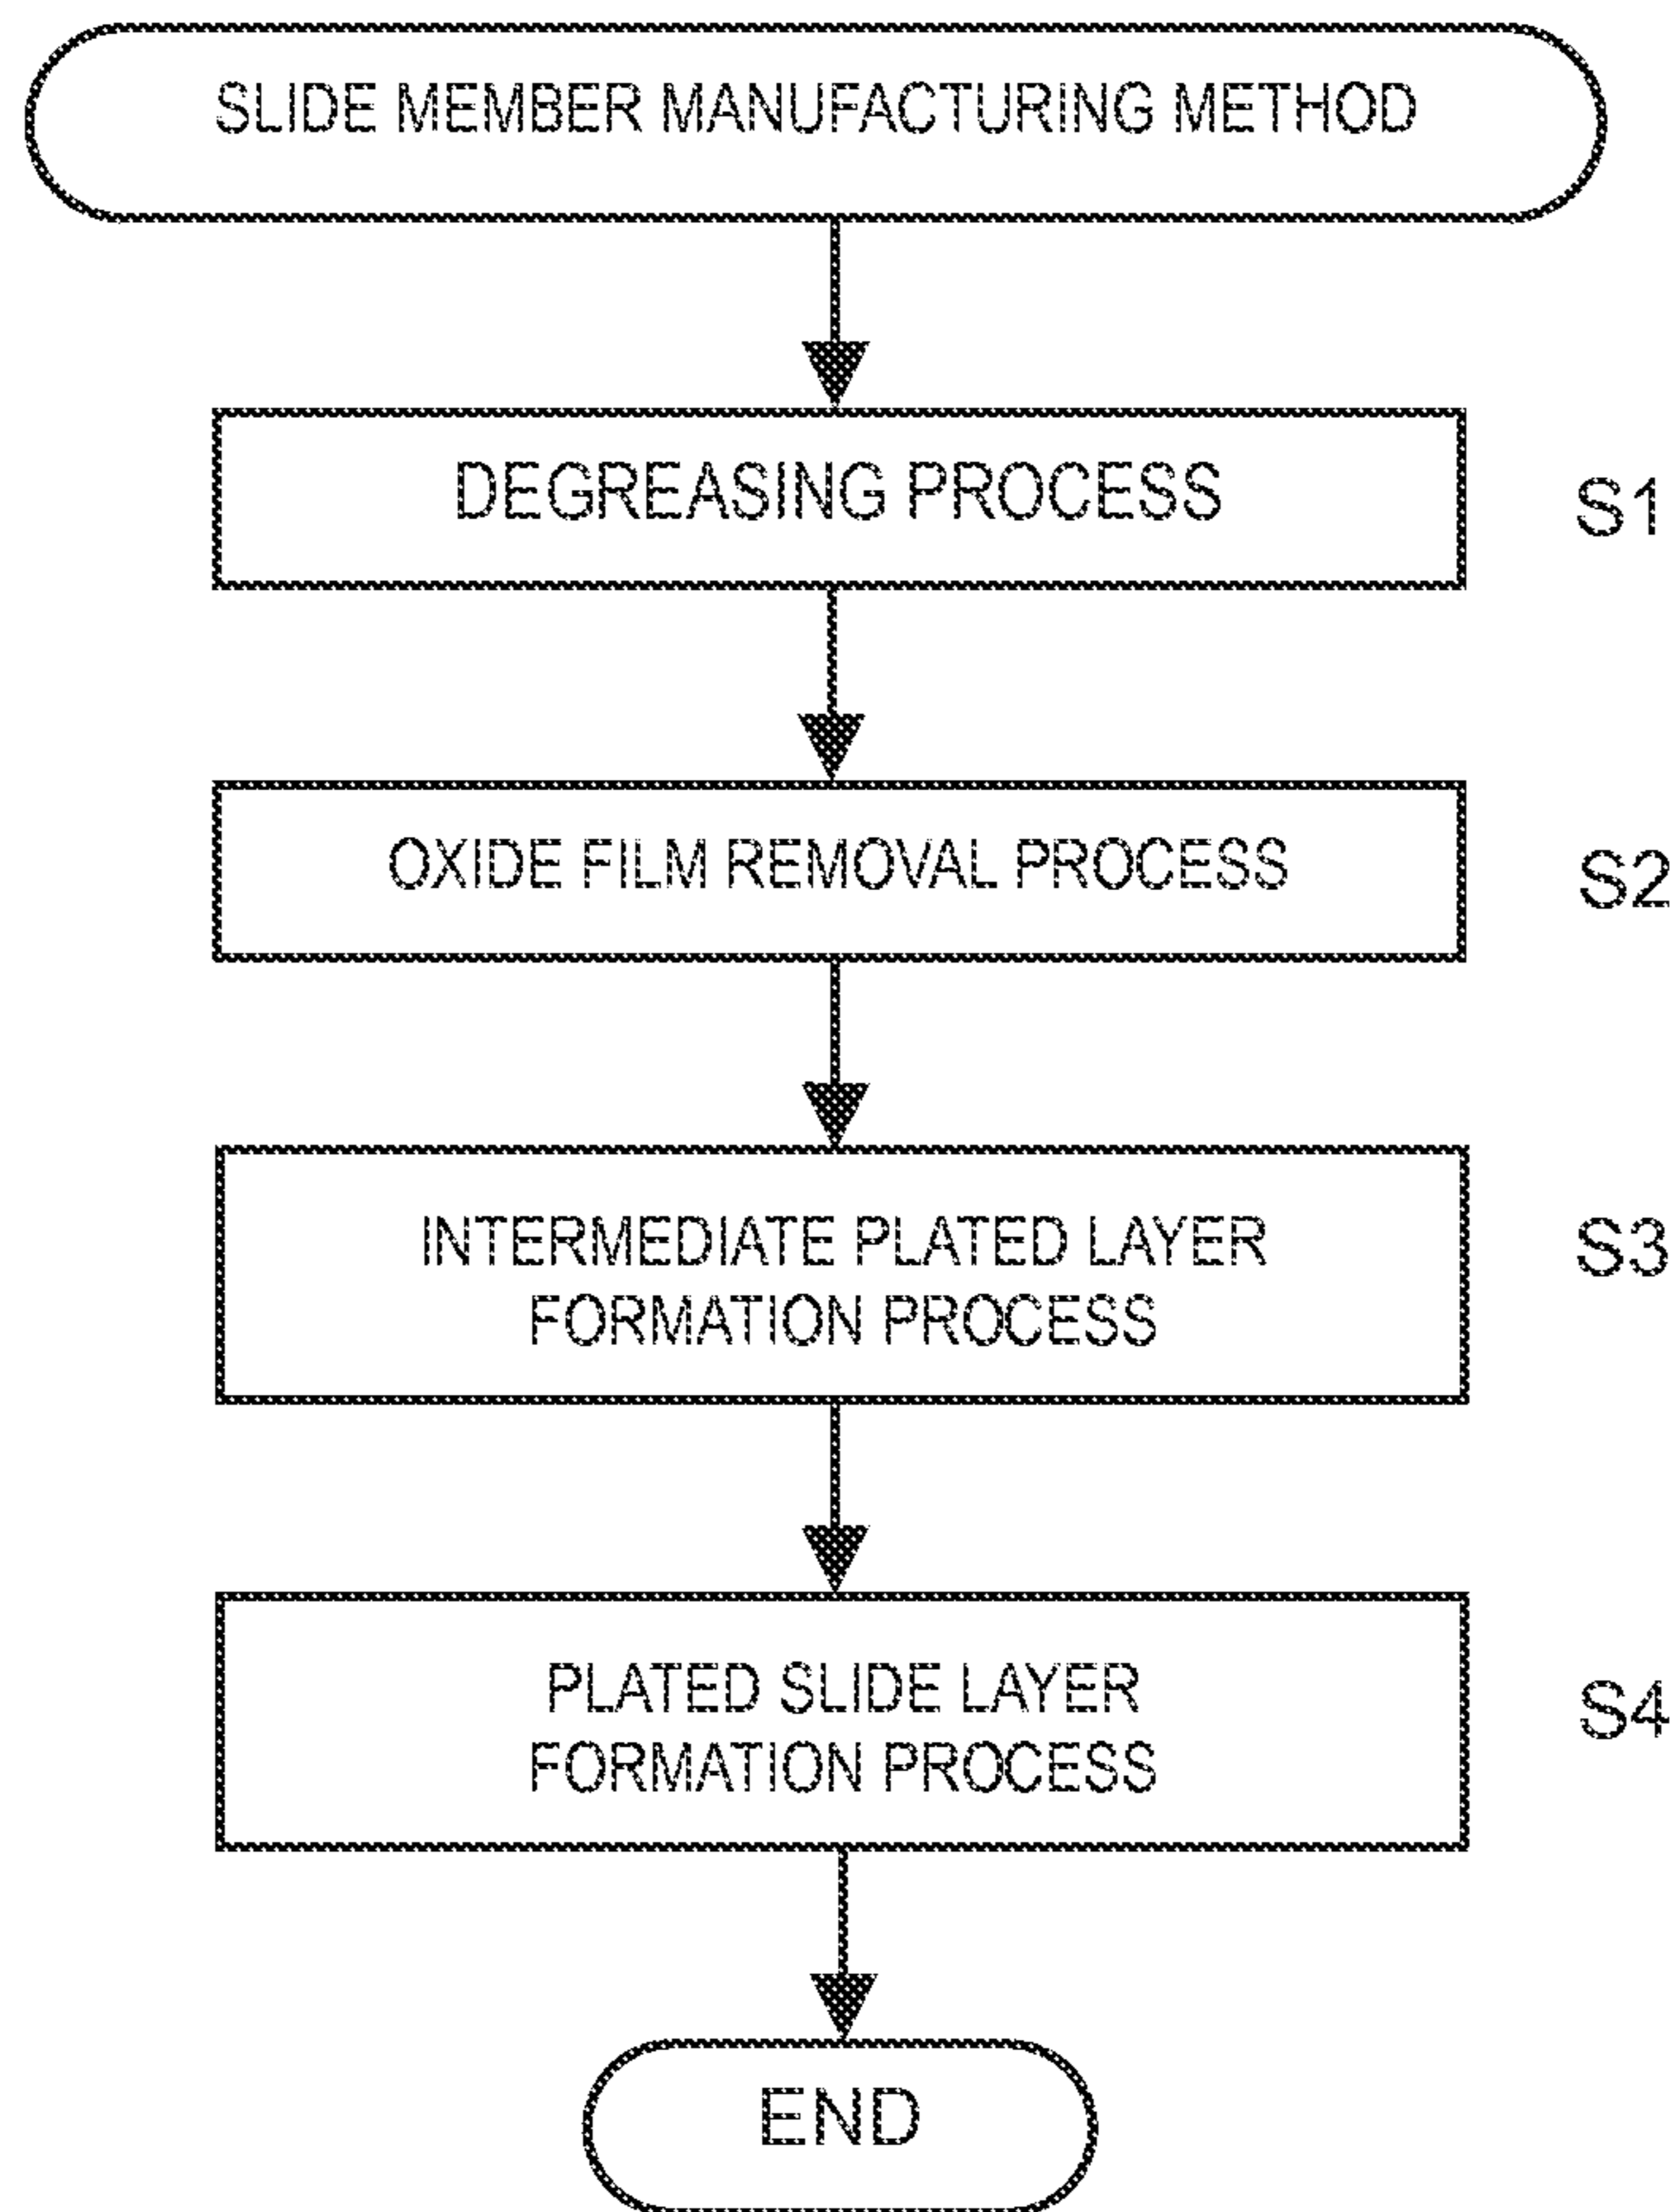 SLIDE MEMBER MANUFACTURING METHOD
DEGREASING PROCESS
S1
OXIDE FILM REMOVAL PROCESS
S2
INTERMEDIATE PLATED LAYER
FORMATION PROCESS
S3
PLATED SLIDE LAYER
FORMATION PROCESS
S4
END